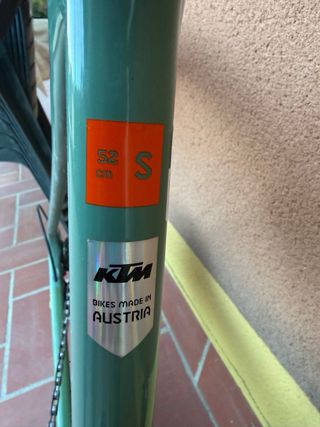 52 S
cm
KTM
BIKES MADE IN
AUSTRIA